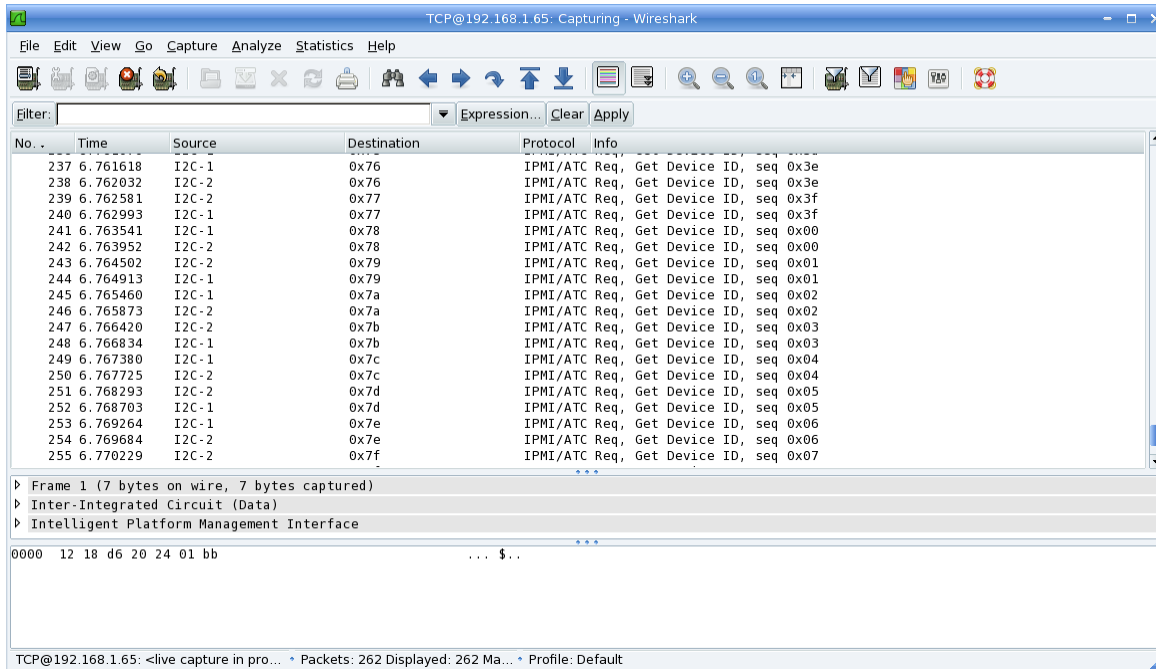 TCP@192.168.1.65: Capturing - Wireshark
File Edit View Go Capture Analyze Statistics Help
Filter: Expression... Clear Apply
No. . Time Source Destination Protocol Info
237 6.761618 I2C-1 0x76 IPMI/ATC Req, Get Device ID, seq 0x3e
238 6.762032 I2C-2 0x76 IPMI/ATC Req, Get Device ID, seq 0x3e
239 6.762581 I2C-2 0x77 IPMI/ATC Req, Get Device ID, seq 0x3f
240 6.762993 I2C-1 0x77 IPMI/ATC Req, Get Device ID, seq 0x3f
241 6.763541 I2C-1 0x78 IPMI/ATC Req, Get Device ID, seq 0x00
242 6.763952 I2C-2 0x78 IPMI/ATC Req, Get Device ID, seq 0x00
243 6.764502 I2C-2 0x79 IPMI/ATC Req, Get Device ID, seq 0x01
244 6.764913 I2C-1 0x79 IPMI/ATC Req, Get Device ID, seq 0x01
245 6.765460 I2C-1 0x7a IPMI/ATC Req, Get Device ID, seq 0x02
246 6.765873 I2C-2 0x7a IPMI/ATC Req, Get Device ID, seq 0x02
247 6.766420 I2C-2 0x7b IPMI/ATC Req, Get Device ID, seq 0x03
248 6.766834 I2C-1 0x7b IPMI/ATC Req, Get Device ID, seq 0x03
249 6.767380 I2C-1 0x7c IPMI/ATC Req, Get Device ID, seq 0x04
250 6.767725 I2C-2 0x7c IPMI/ATC Req, Get Device ID, seq 0x04
251 6.768293 I2C-2 0x7d IPMI/ATC Req, Get Device ID, seq 0x05
252 6.768703 I2C-1 0x7d IPMI/ATC Req, Get Device ID, seq 0x05
253 6.769264 I2C-1 0x7e IPMI/ATC Req, Get Device ID, seq 0x06
254 6.769684 I2C-2 0x7e IPMI/ATC Req, Get Device ID, seq 0x06
255 6.770229 I2C-2 0x7f IPMI/ATC Req, Get Device ID, seq 0x07
Frame 1 (7 bytes on wire, 7 bytes captured)
Inter-Integrated Circuit (Data)
Intelligent Platform Management Interface
0000 12 18 d6 20 24 01 bb ... $..
TCP@192.168.1.65: <live capture in pro... Packets: 262 Displayed: 262 Ma... Profile: Default